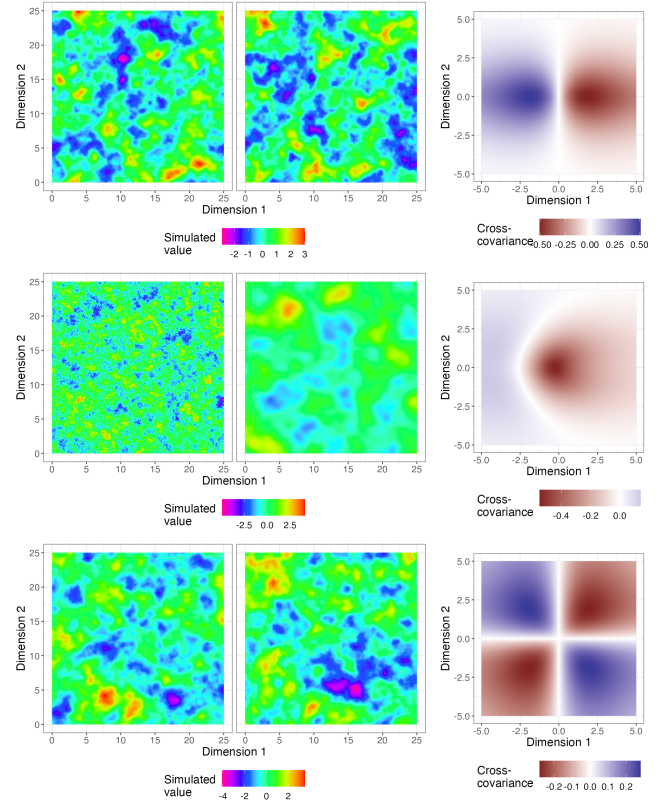 Dimension 2
25
20
15
10
5
0
0 5 10 15 20 25 0 5 10 15 20 25
Dimension 1
Simulated
value
-2 -1 0 1 2 3
Dimension 2
5.0
2.5
0.0
-2.5
-5.0
-5.0 -2.5 0.0 2.5 5.0
Dimension 1
Cross-
covariance
-0.50 -0.25 0.00 0.25 0.50
Dimension 2
25
20
15
10
5
0
0 5 10 15 20 25 0 5 10 15 20 25
Dimension 1
Simulated
value
-2.5 0.0 2.5
Dimension 2
5.0
2.5
0.0
-2.5
-5.0
-5.0 -2.5 0.0 2.5 5.0
Dimension 1
Cross-
covariance
-0.4 -0.2 0.0
Dimension 2
25
20
15
10
5
0
0 5 10 15 20 25 0 5 10 15 20 25
Dimension 1
Simulated
value
-4 -2 0 2
Dimension 2
5.0
2.5
0.0
-2.5
-5.0
-5.0 -2.5 0.0 2.5 5.0
Dimension 1
Cross-
covariance
-0.2 -0.1 0.0 0.1 0.2